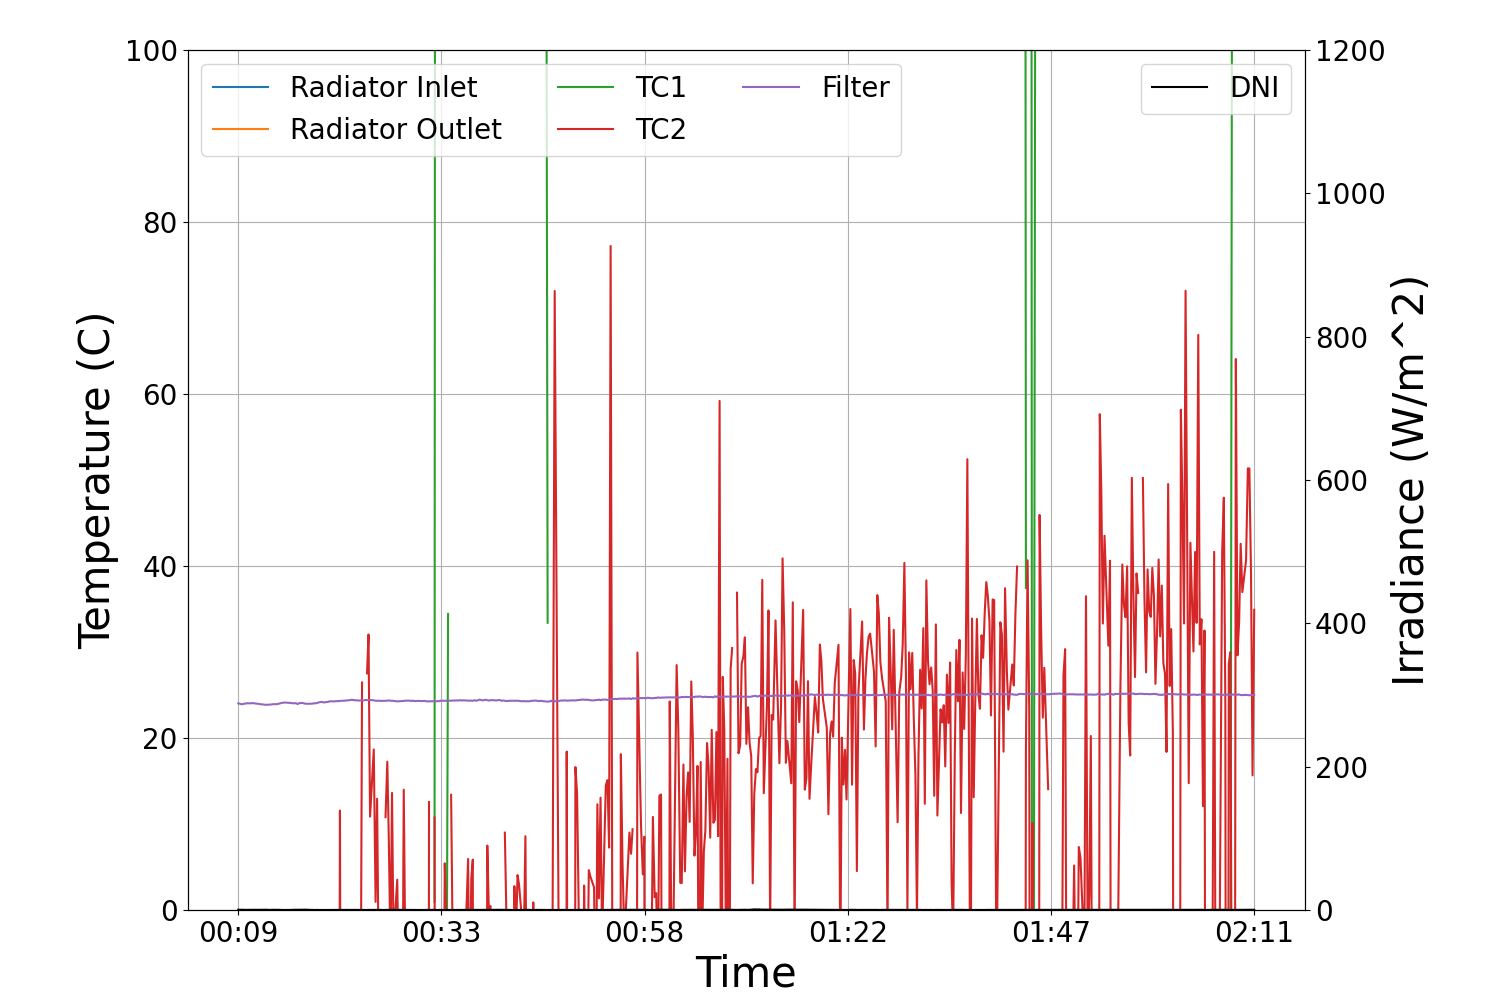 100
80
60
40
20
0
Temperature (C)
Radiator Inlet
Radiator Outlet
TC1
TC2
Filter
DNI
1200
1000
800
600
400
200
0
Irradiance (W/m^2)
00:09 00:33 00:58 01:22 01:47 02:11
Time